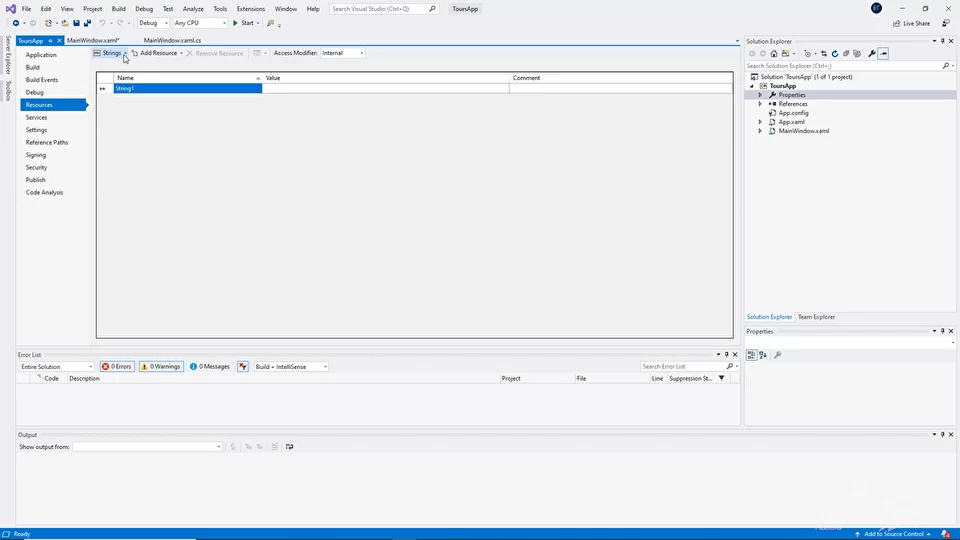 File Edit View Project Build Debug Test Analyze Tools Extensions Window Help Search Visual Studio (Ctrl+Q) ToursApp ET
Debug Any CPU Start Live Share
Server Explorer
Toolbox
ToursApp MainWindow.xaml* MainWindow.xaml.cs
Application
Build
Build Events
Debug
Resources
Services
Settings
Reference Paths
Signing
Security
Publish
Code Analysis
Strings Add Resource Remove Resource Access Modifier: Internal
Name Value Comment
String1
Solution Explorer
Search Solution Explorer (Ctrl+;)
Solution 'ToursApp' (1 of 1 project)
ToursApp
Properties
References
App.config
App.xaml
MainWindow.xaml
Solution Explorer Team Explorer
Properties
Error List
Entire Solution 0 Errors 0 Warnings 0 Messages Build + IntelliSense Search Error List
Code Description Project File Line Suppression St...
Output
Show output from:
Ready Add to Source Control